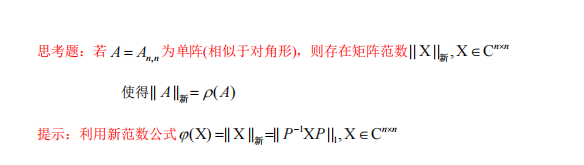 思考题：若 A = A_{n,n} 为单阵(相似于对角形)，则存在矩阵范数|| X ||_新, X ∈ C^{n×n}
使得|| A ||_新 = ρ(A)
提示：利用新范数公式φ(X) =|| X ||_新 =|| P^{-1}XP ||_1, X ∈ C^{n×n}